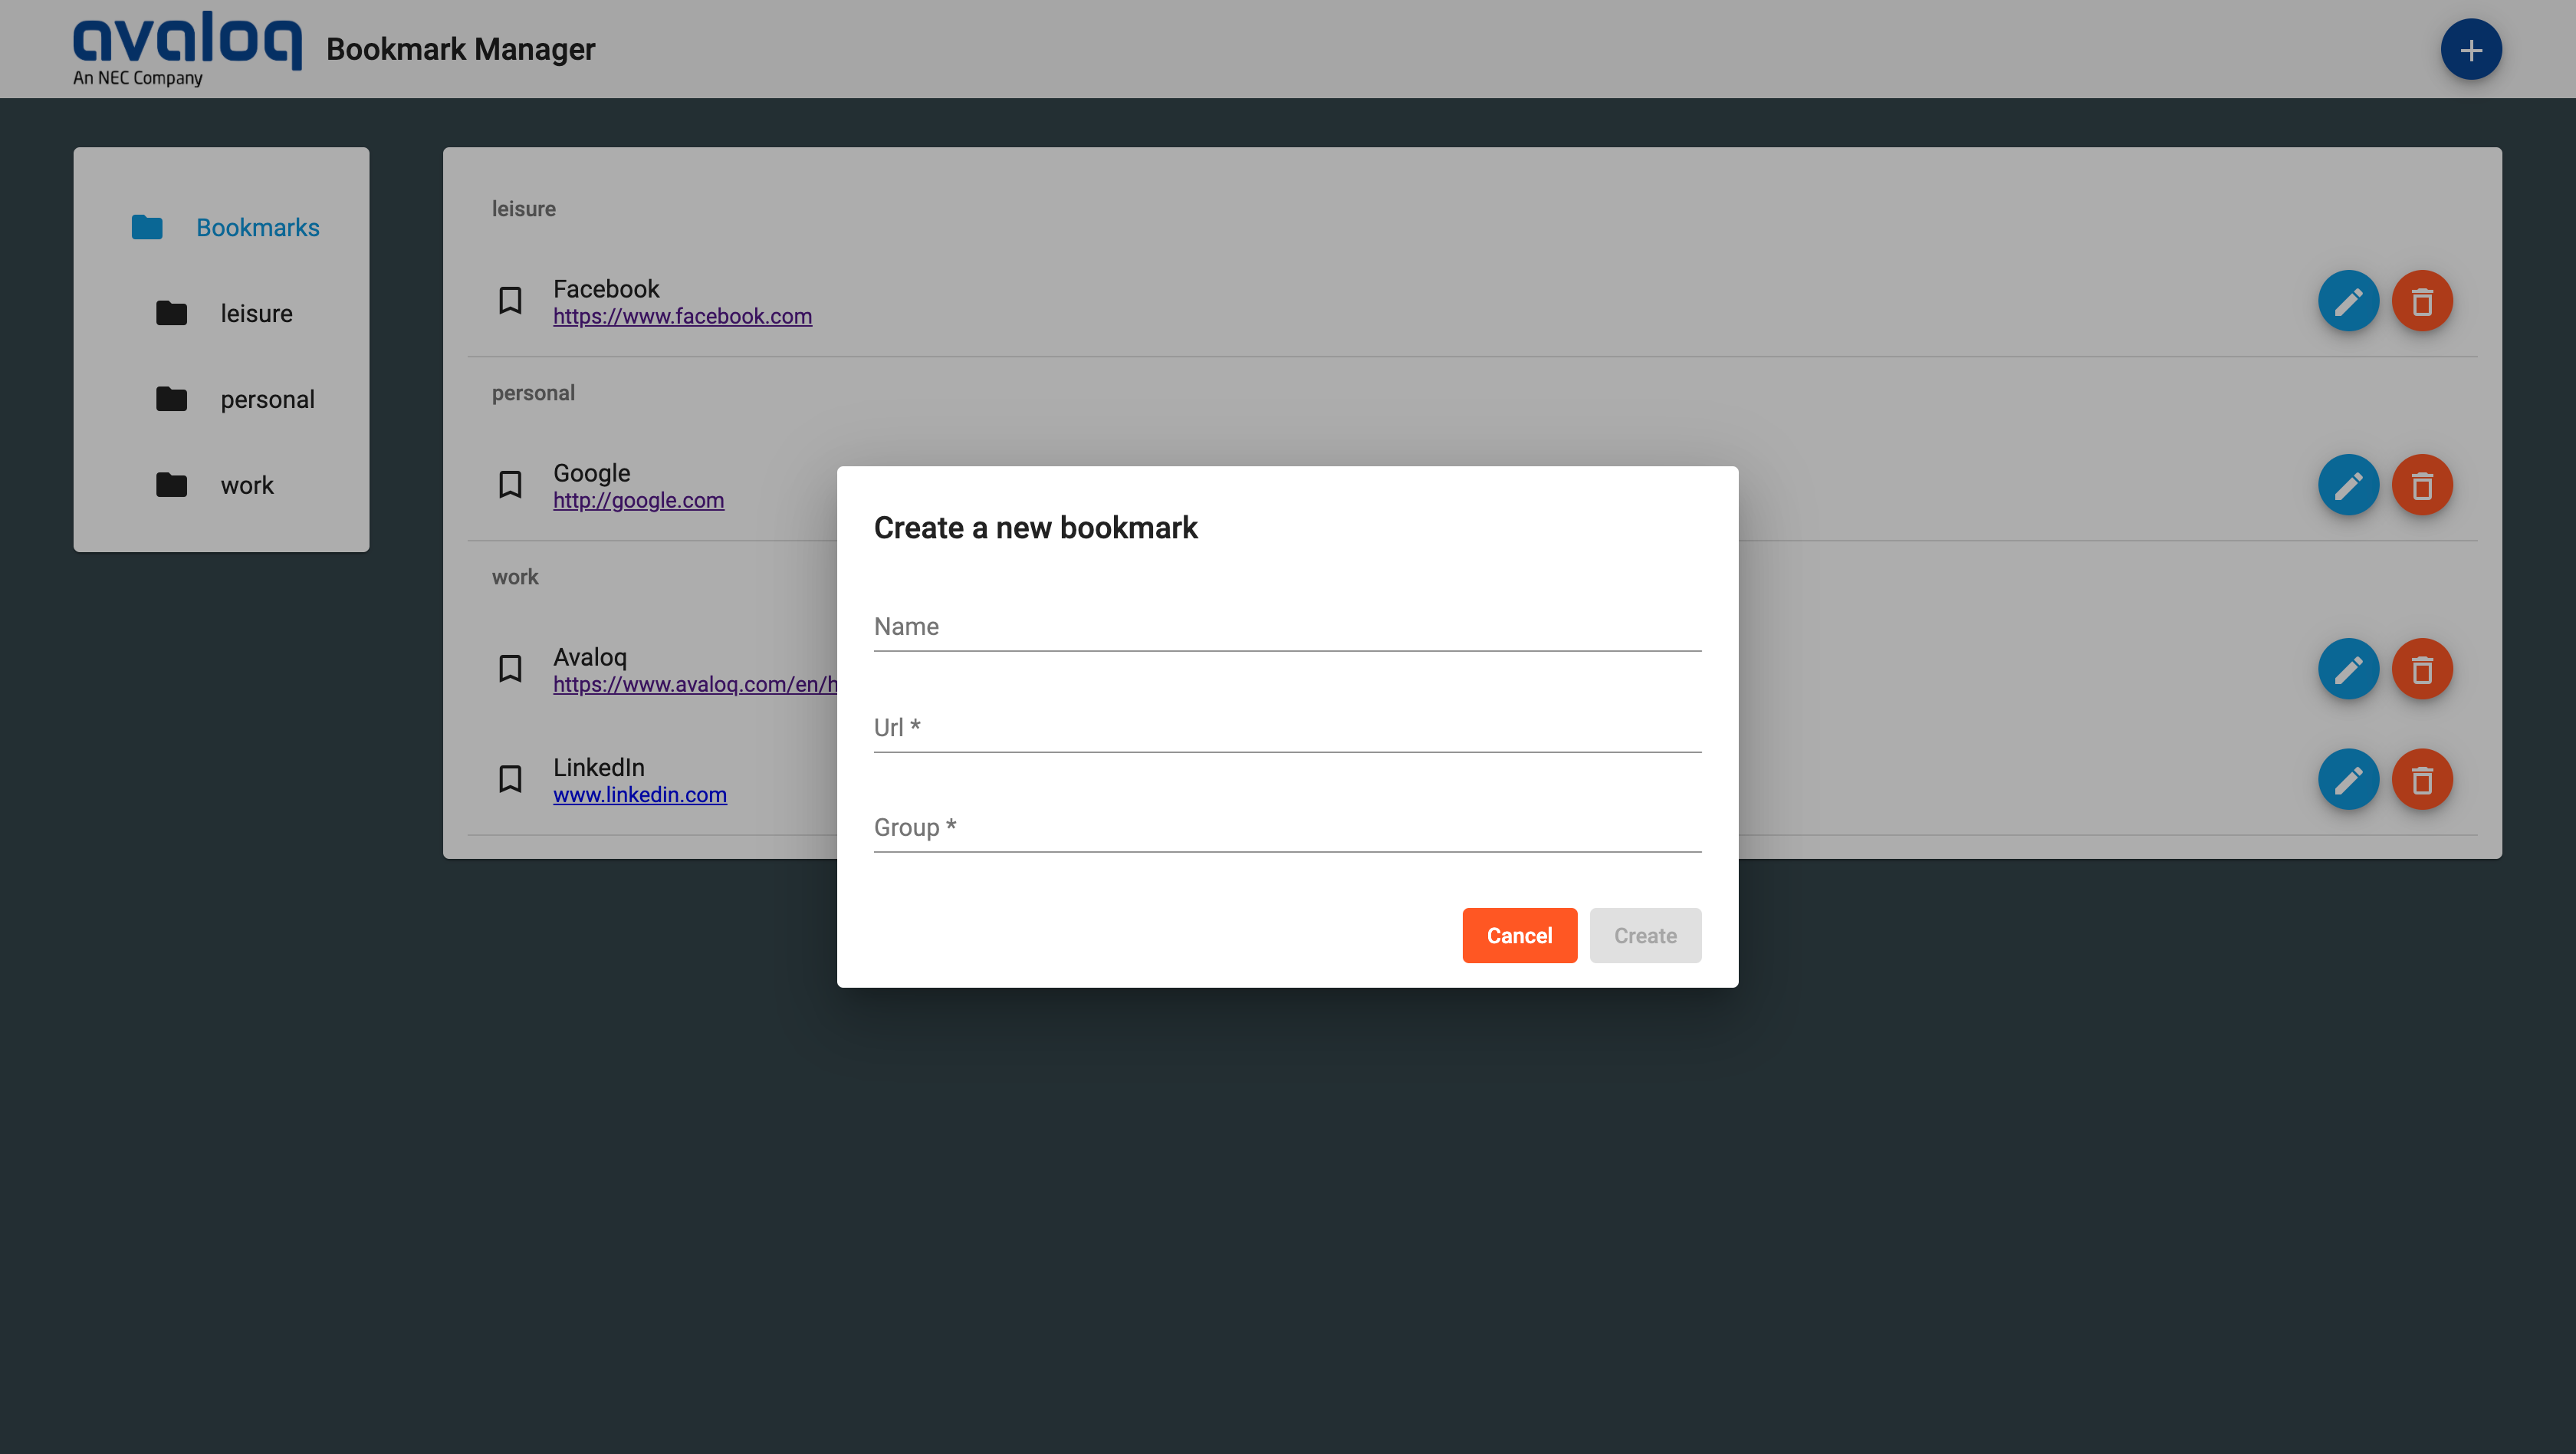 avaloq
An NEC Company
Bookmark Manager
Bookmarks
leisure
personal
work
leisure
Facebook
https://www.facebook.com
personal
Google
http://google.com
work
Avaloq
https://www.avaloq.com/en/h
LinkedIn
www.linkedin.com
Create a new bookmark
Name
Url *
Group *
Cancel
Create